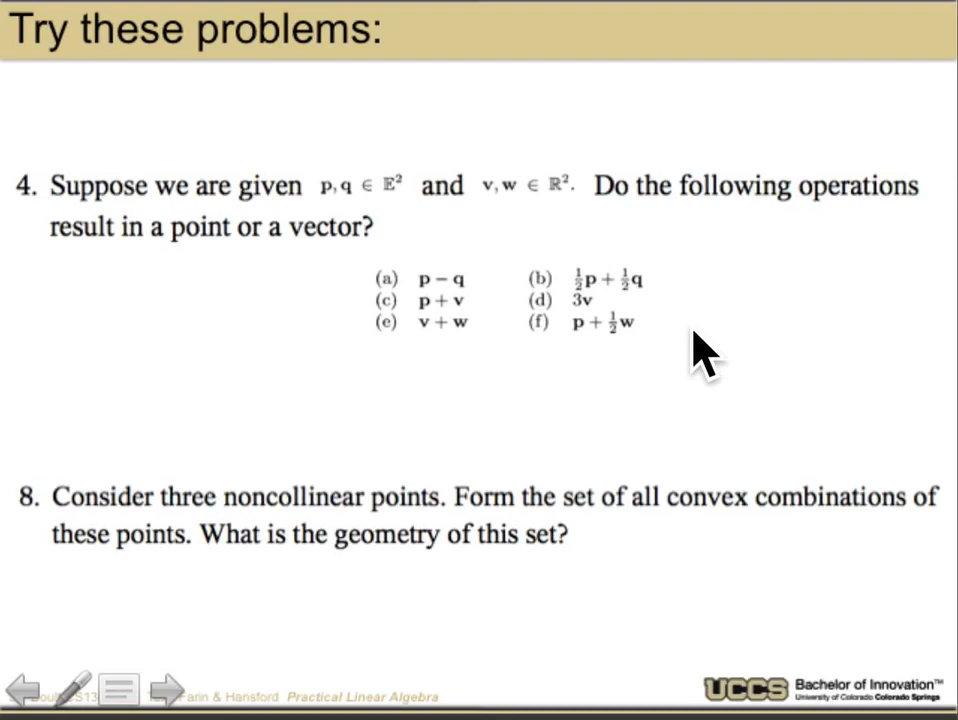 Try these problems:
4. Suppose we are given p, q ∈ 𝔼² and v, w ∈ ℝ². Do the following operations
result in a point or a vector?
(a) p − q (b) ½p + ½q
(c) p + v (d) 3v
(e) v + w (f) p + ½w
8. Consider three noncollinear points. Form the set of all convex combinations of
these points. What is the geometry of this set?
Farin & Hansford Practical Linear Algebra
UCCS Bachelor of Innovation™
University of Colorado Colorado Springs